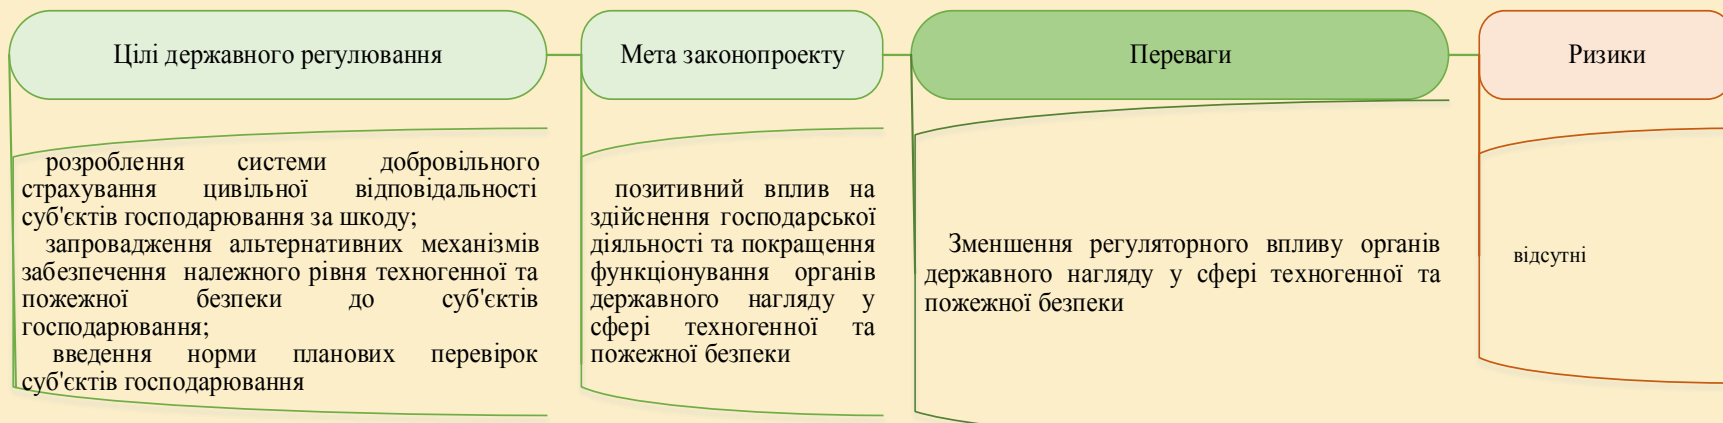 Цілі державного регулювання
розроблення системи добровільного
страхування цивільної відповідальності
суб'єктів господарювання за шкоду;
запровадження альтернативних механізмів
забезпечення належного рівня техногенної та
пожежної безпеки до суб'єктів
господарювання;
введення норми планових перевірок
суб'єктів господарювання
Мета законопроекту
позитивний вплив на
здійснення господарської
діяльності та покращення
функціонування органів
державного нагляду у
сфері техногенної та
пожежної безпеки
Переваги
Зменшення регуляторного впливу органів
державного нагляду у сфері техногенної та
пожежної безпеки
Ризики
відсутні